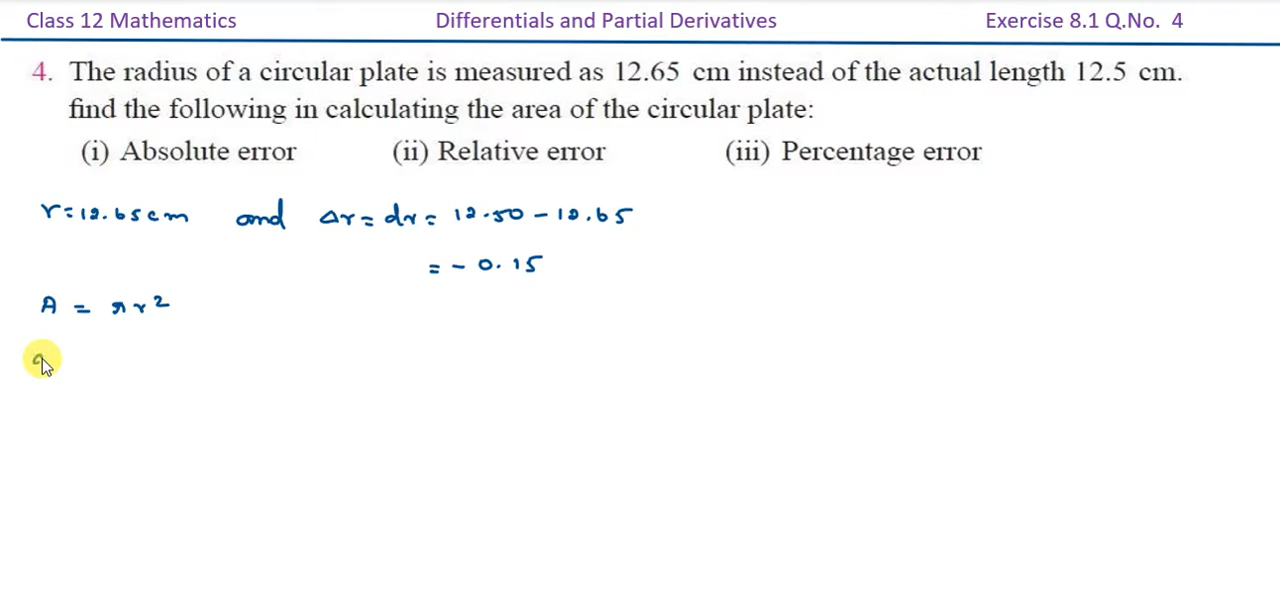 Class 12 Mathematics Differentials and Partial Derivatives Exercise 8.1 Q.No. 4
4. The radius of a circular plate is measured as 12.65 cm instead of the actual length 12.5 cm.
find the following in calculating the area of the circular plate:
(i) Absolute error (ii) Relative error (iii) Percentage error
r = 12.65 cm and Δr = dr = 12.50 - 12.65
= - 0.15
A = πr²